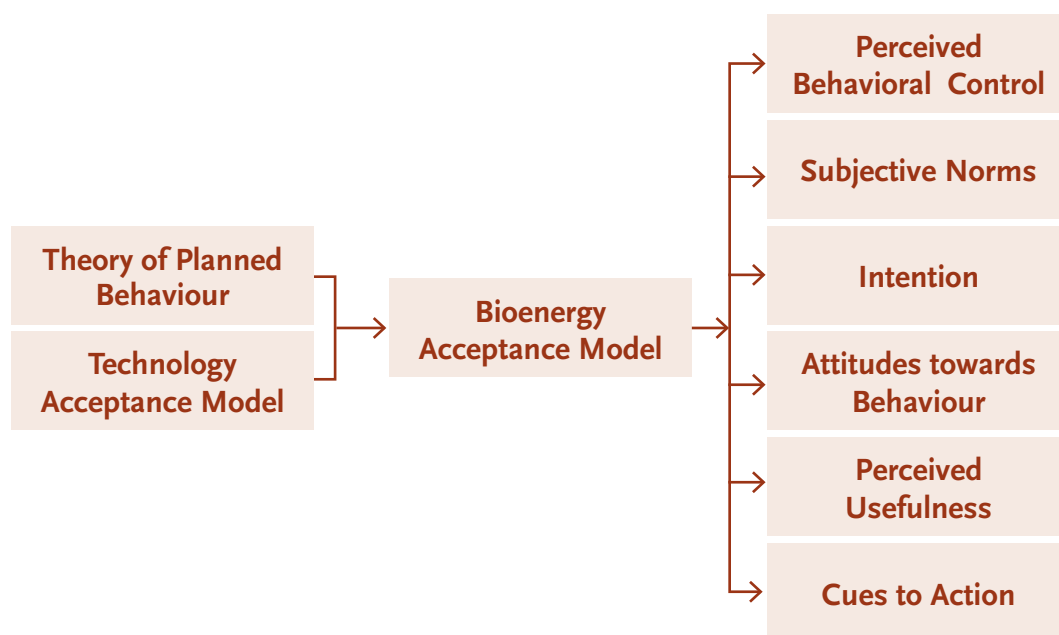 Theory of Planned
Behaviour
Technology
Acceptance Model
Bioenergy
Acceptance Model
Perceived
Behavioral Control
Subjective Norms
Intention
Attitudes towards
Behaviour
Perceived
Usefulness
Cues to Action